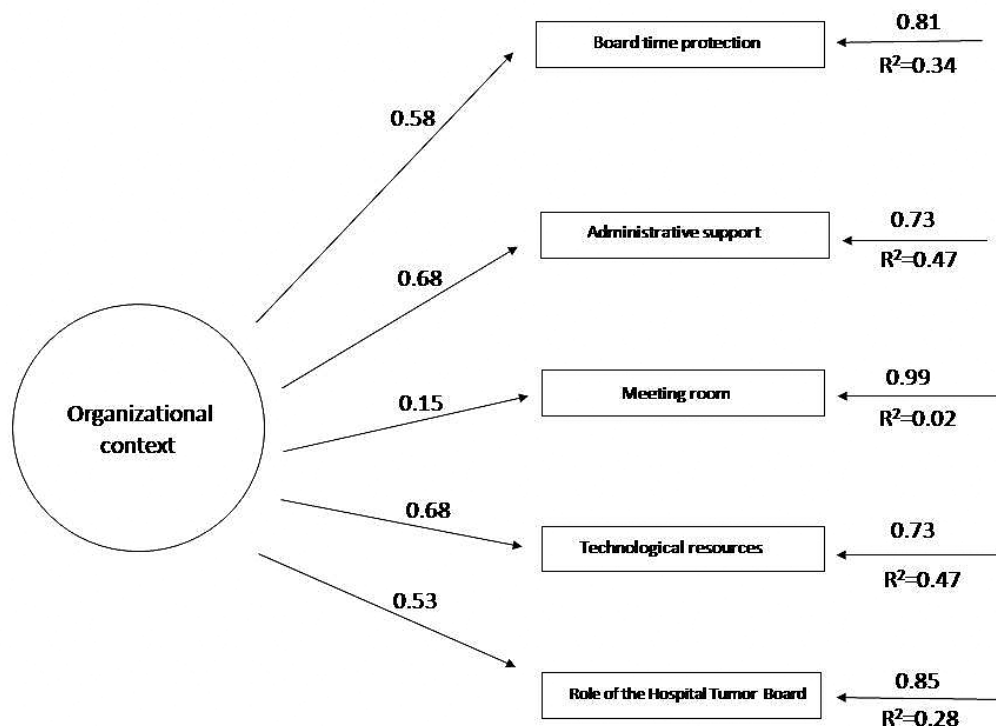 0.81
Board time protection
R²=0.34
0.58
0.73
Administrative support
R²=0.47
0.68
0.99
Meeting room
R²=0.02
0.15
Organizational
context
0.68
0.73
Technological resources
R²=0.47
0.53
0.85
Role of the Hospital Tumor Board
R²=0.28